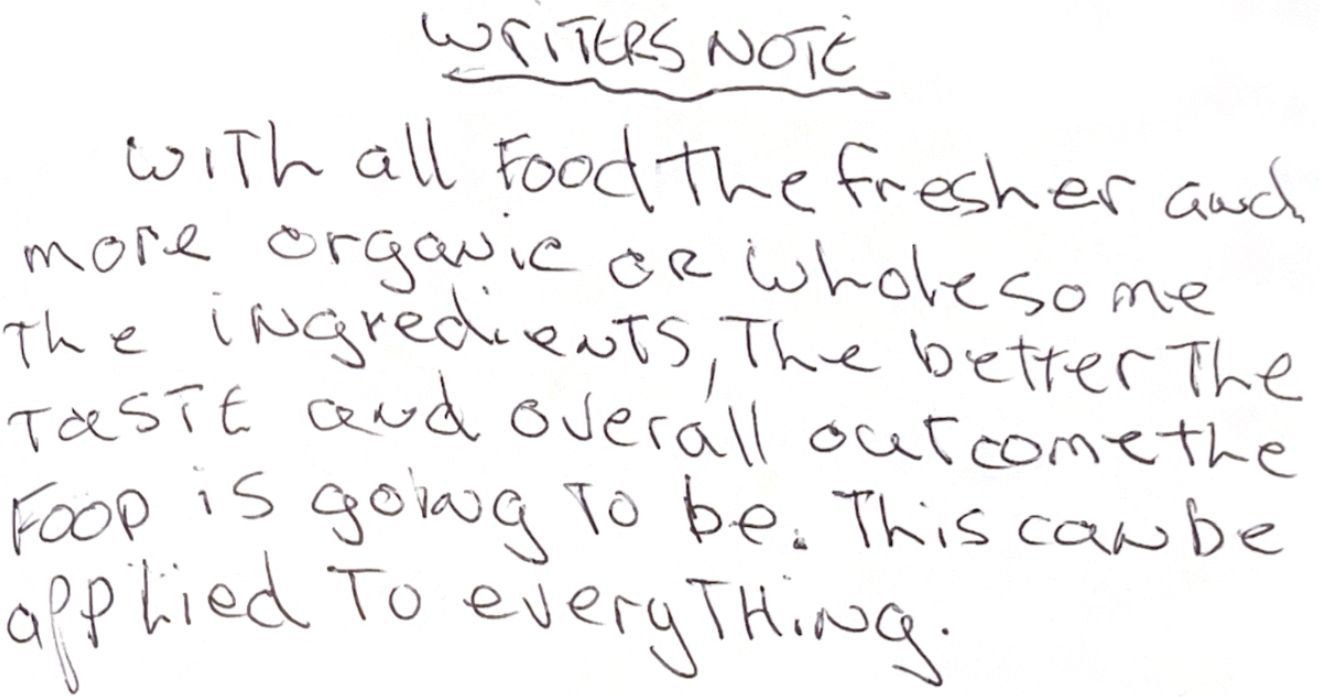 WRITERS NOTE
with all Food The fresher and
more organic or wholesome
The ingredients, The better The
TasTe and overall outcome the
Food is going To be. This can be
applied To everyTHiNg.